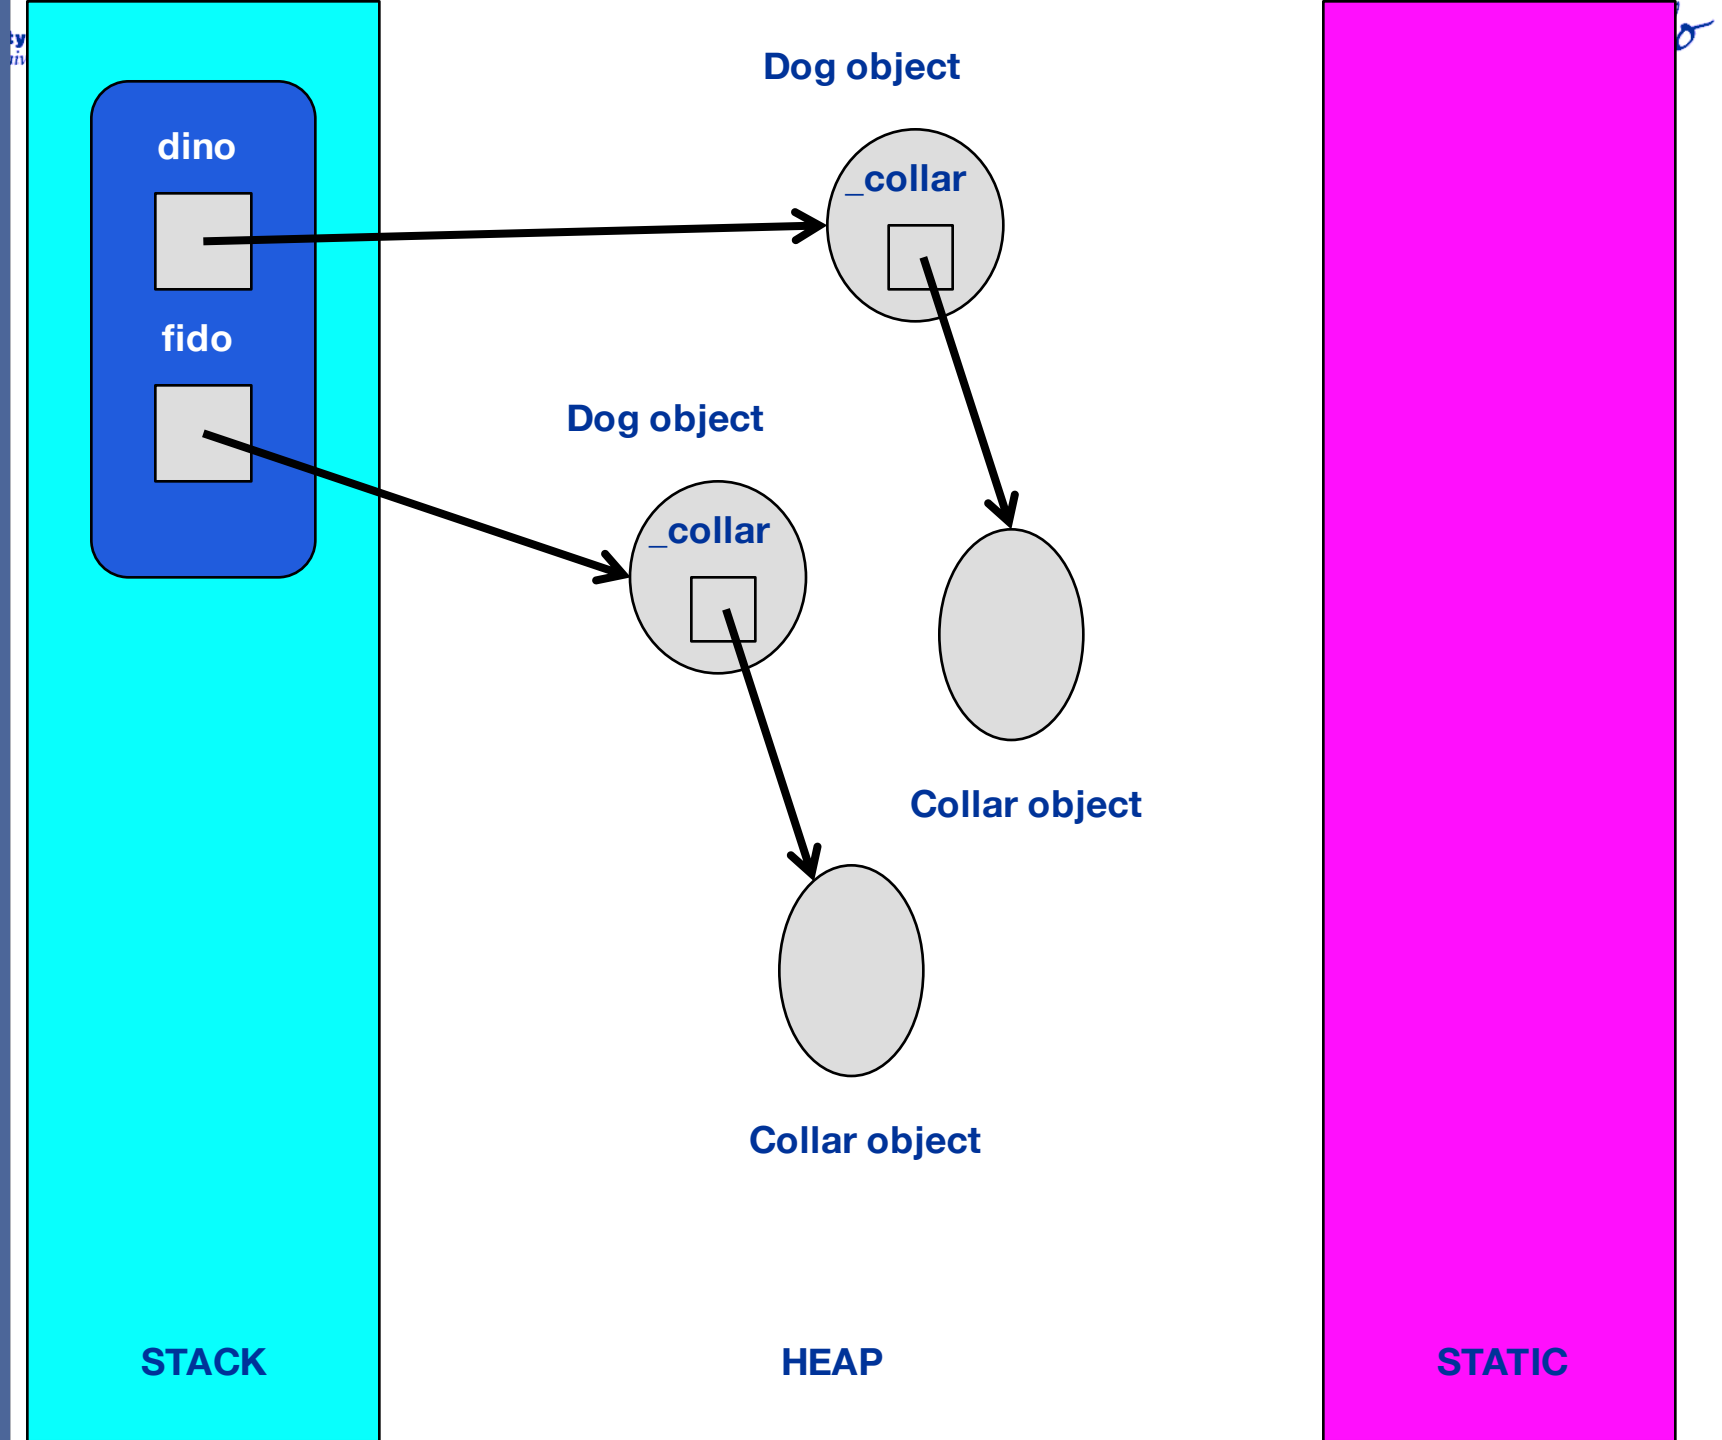 Dog object
dino
_collar
fido
Dog object
_collar
Collar object
Collar object
STACK
HEAP
STATIC